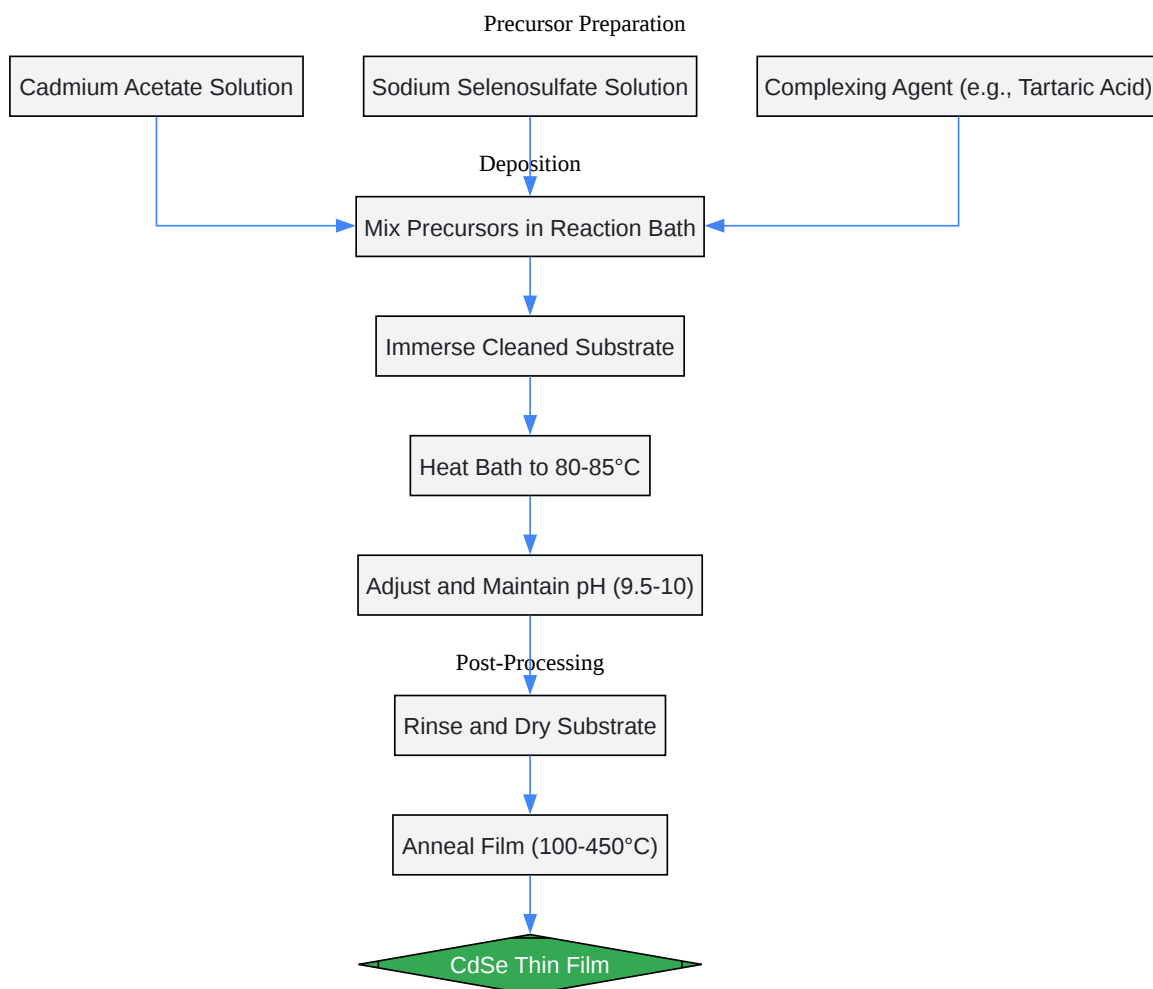 Precursor Preparation
Cadmium Acetate Solution
Sodium Selenosulfate Solution
Complexing Agent (e.g., Tartaric Acid)
Deposition
Mix Precursors in Reaction Bath
Immerse Cleaned Substrate
Heat Bath to 80-85°C
Adjust and Maintain pH (9.5-10)
Post-Processing
Rinse and Dry Substrate
Anneal Film (100-450°C)
CdSe Thin Film